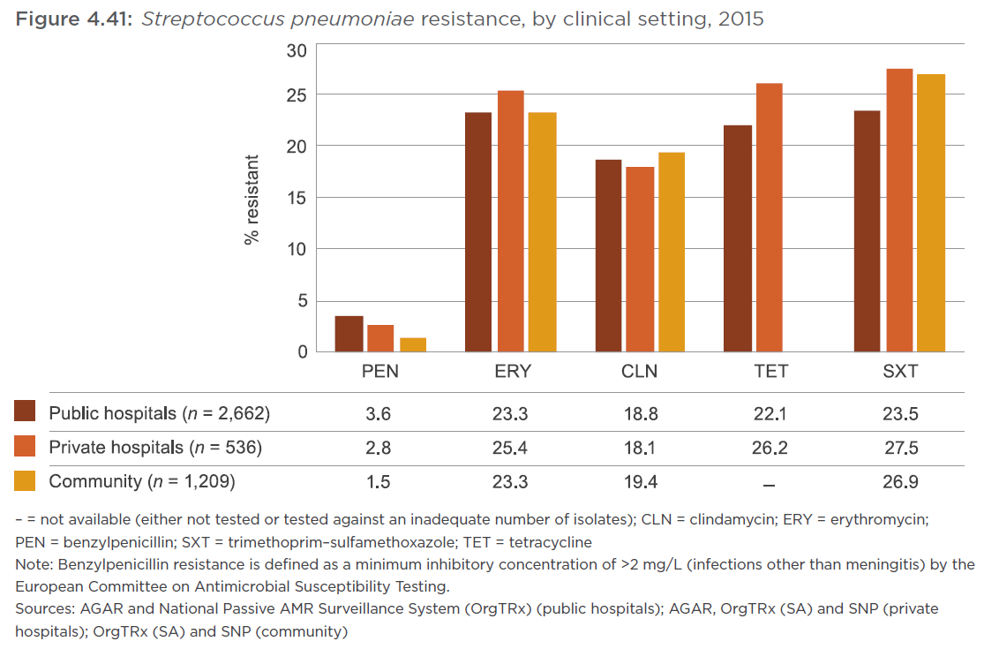 Figure 4.41: Streptococcus pneumoniae resistance, by clinical setting, 2015
30
25
20
15
10
5
0
% resistant
PEN ERY CLN TET SXT
Public hospitals (n = 2,662) 3.6 23.3 18.8 22.1 23.5
Private hospitals (n = 536) 2.8 25.4 18.1 26.2 27.5
Community (n = 1,209) 1.5 23.3 19.4 – 26.9
– = not available (either not tested or tested against an inadequate number of isolates); CLN = clindamycin; ERY = erythromycin;
PEN = benzylpenicillin; SXT = trimethoprim–sulfamethoxazole; TET = tetracycline
Note: Benzylpenicillin resistance is defined as a minimum inhibitory concentration of >2 mg/L (infections other than meningitis) by the
European Committee on Antimicrobial Susceptibility Testing.
Sources: AGAR and National Passive AMR Surveillance System (OrgTRx) (public hospitals); AGAR, OrgTRx (SA) and SNP (private
hospitals); OrgTRx (SA) and SNP (community)